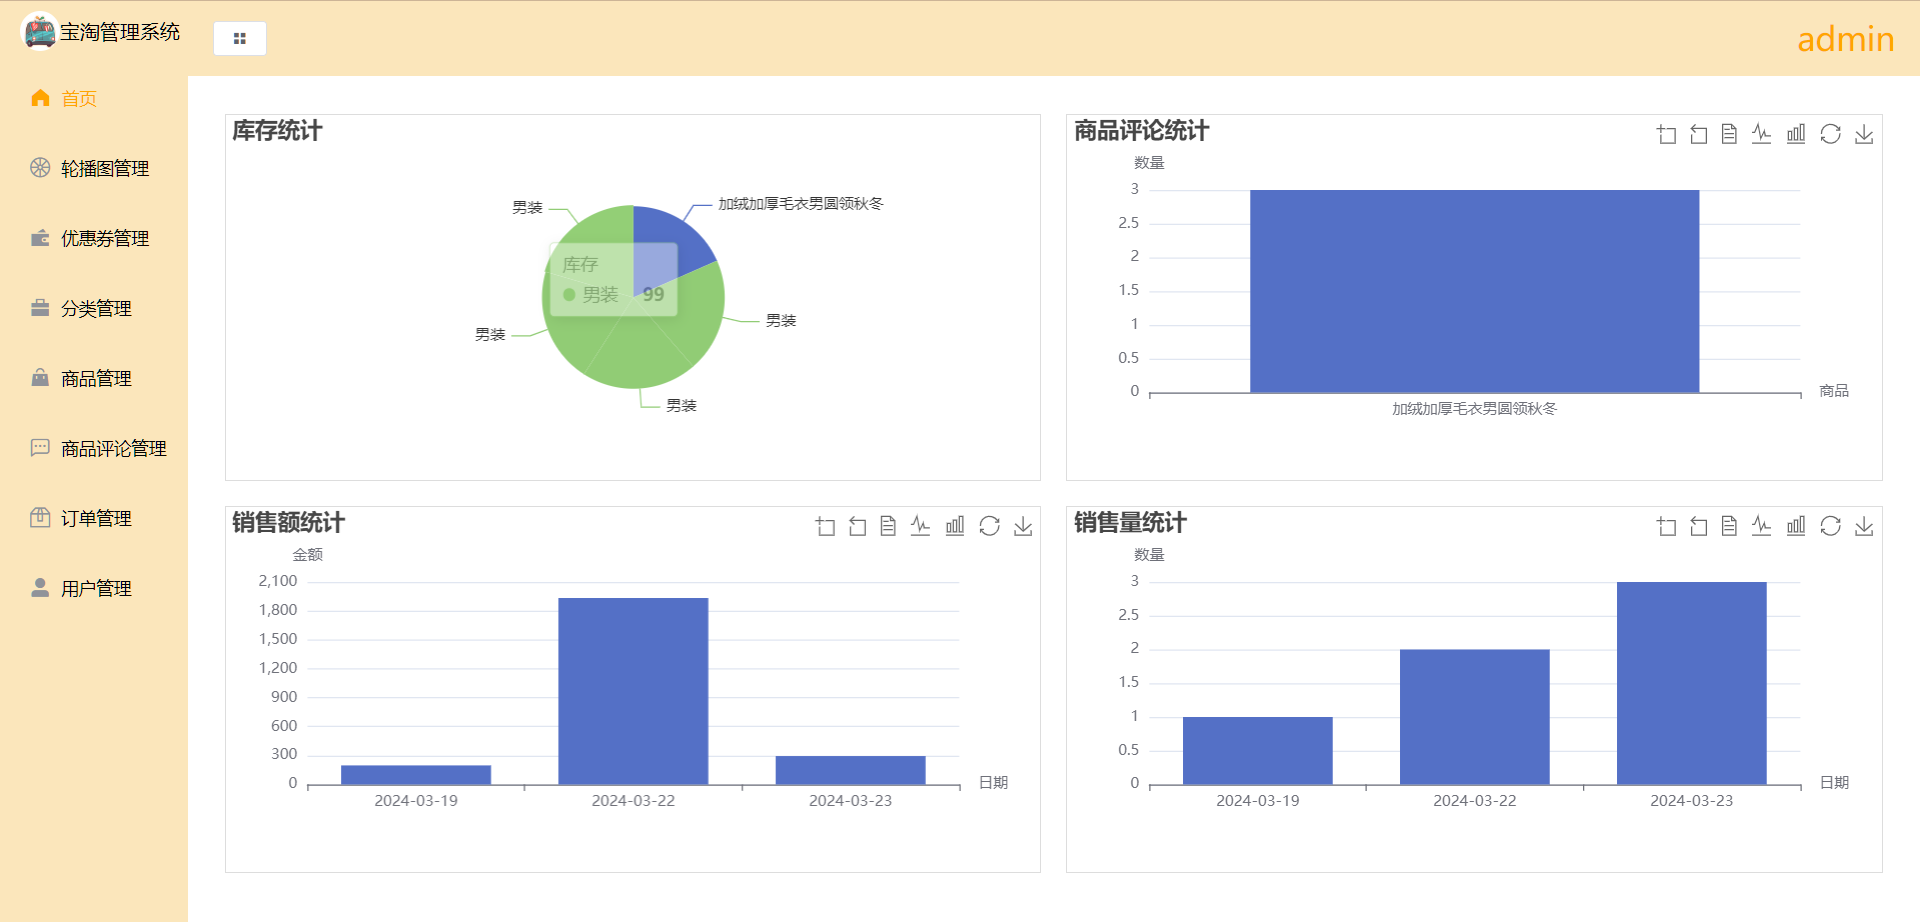 宝淘管理系统
admin
首页
轮播图管理
优惠券管理
分类管理
商品管理
商品评论管理
订单管理
用户管理
库存统计
男装
加绒加厚毛衣男圆领秋冬
库存
男装 99
男装
男装
男装
商品评论统计
数量
3
2.5
2
1.5
1
0.5
0
商品
加绒加厚毛衣男圆领秋冬
销售额统计
金额
2,100
1,800
1,500
1,200
900
600
300
0
日期
2024-03-19 2024-03-22 2024-03-23
销售量统计
数量
3
2.5
2
1.5
1
0.5
0
日期
2024-03-19 2024-03-22 2024-03-23